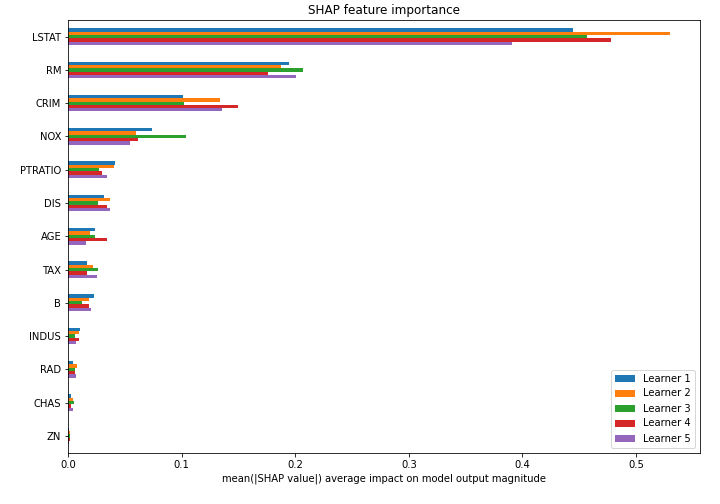 SHAP feature importance
LSTAT
RM
CRIM
NOX
PTRATIO
DIS
AGE
TAX
B
INDUS
RAD
CHAS
ZN
Learner 1
Learner 2
Learner 3
Learner 4
Learner 5
0.0 0.1 0.2 0.3 0.4 0.5
mean(|SHAP value|) average impact on model output magnitude